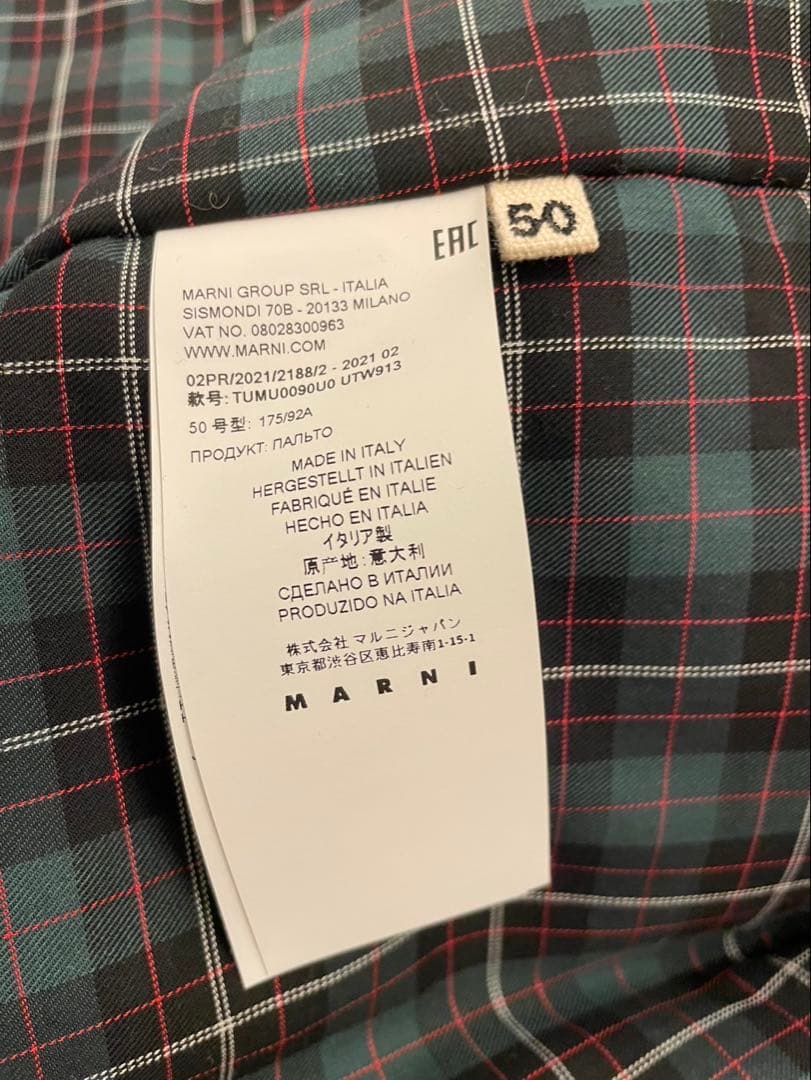 EAC
50
MARNI GROUP SRL - ITALIA
SISMONDI 70B - 20133 MILANO
VAT NO. 08028300963
WWW.MARNI.COM
02PR/2021/2188/2 - 2021 02
款号: TUMU0090U0 UTW913
50 号型: 175/92A
ПРОДУКТ: ПАЛЬТО
MADE IN ITALY
HERGESTELLT IN ITALIEN
FABRIQUÉ EN ITALIE
HECHO EN ITALIA
イタリア製
原产地:意大利
СДЕЛАНО В ИТАЛИИ
PRODUZIDO NA ITALIA
株式会社 マルニジャパン
東京都渋谷区恵比寿南1-15-1
MARNI